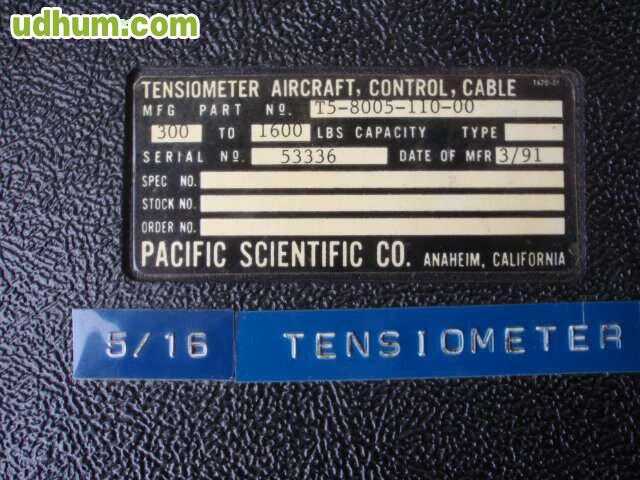 udhum.com
TENSIOMETER AIRCRAFT, CONTROL, CABLE
MFG PART Nº. T5-8005-110-00
300 TO 1600 LBS CAPACITY TYPE
SERIAL Nº. 53336 DATE OF MFR 3/91
SPEC NO.
STOCK NO.
ORDER NO.
PACIFIC SCIENTIFIC CO. ANAHEIM, CALIFORNIA
5/16 TENSIOMETER